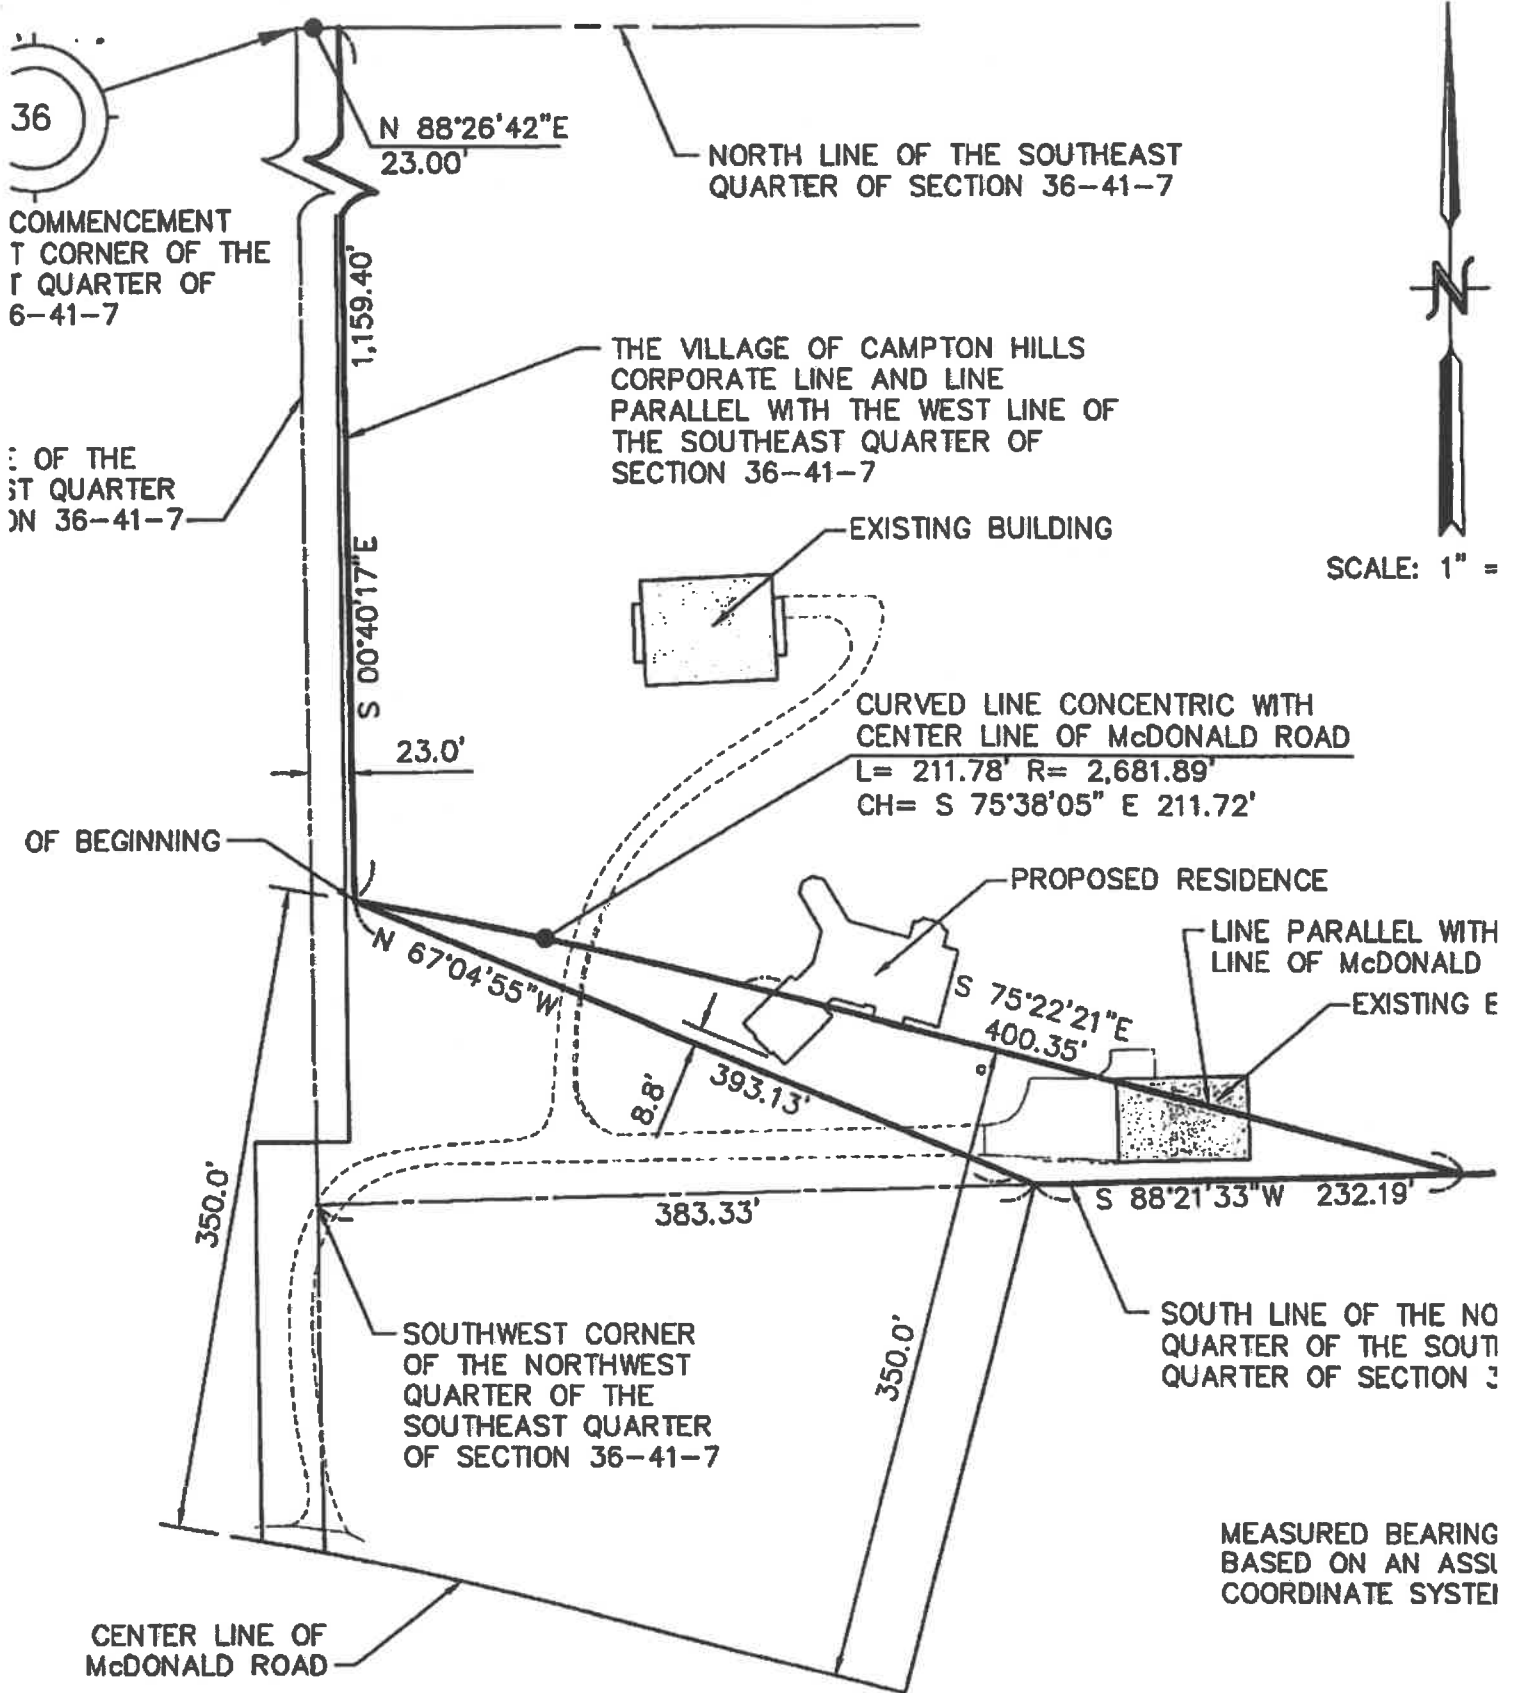 36
N 88°26'42"E
23.00'
NORTH LINE OF THE SOUTHEAST
QUARTER OF SECTION 36-41-7
COMMENCEMENT
T CORNER OF THE
T QUARTER OF
6-41-7
1,159.40'
THE VILLAGE OF CAMPTON HILLS
CORPORATE LINE AND LINE
PARALLEL WITH THE WEST LINE OF
THE SOUTHEAST QUARTER OF
SECTION 36-41-7
N
OF THE
ST QUARTER
ON 36-41-7
EXISTING BUILDING
SCALE: 1" =
S 00°40'17"E
CURVED LINE CONCENTRIC WITH
CENTER LINE OF McDONALD ROAD
L= 211.78' R= 2,681.89'
CH= S 75°38'05" E 211.72'
23.0'
OF BEGINNING
PROPOSED RESIDENCE
LINE PARALLEL WITH
LINE OF McDONALD
EXISTING
N 67°04'55"W
S 75°22'21"E
400.35'
393.13'
8.8'
350.0'
383.33'
S 88°21'33"W 232.19'
SOUTHWEST CORNER
OF THE NORTHWEST
QUARTER OF THE
SOUTHEAST QUARTER
OF SECTION 36-41-7
350.0'
SOUTH LINE OF THE NO
QUARTER OF THE SOUT
QUARTER OF SECTION 3
MEASURED BEARING
BASED ON AN ASSU
COORDINATE SYSTE
CENTER LINE OF
McDONALD ROAD